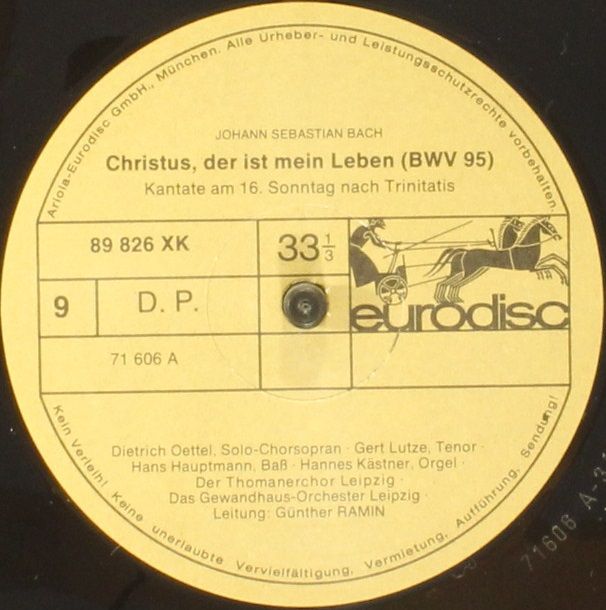 Ariola-Eurodisc GmbH., München. Alle Urheber- und Leistungsschutzrechte vorbehalten.
JOHANN SEBASTIAN BACH
Christus, der ist mein Leben (BWV 95)
Kantate am 16. Sonntag nach Trinitatis
89 826 XK
33 1/3
eurodisc
9
D. P.
71 606 A
Dietrich Oettel, Solo-Chorsopran · Gert Lutze, Tenor ·
Hans Hauptmann, Baß · Hannes Kästner, Orgel ·
Der Thomanerchor Leipzig ·
Das Gewandhaus-Orchester Leipzig ·
Leitung: Günther RAMIN
Kein Verleih! Keine unerlaubte Vervielfältigung, Vermietung, Aufführung, Sendung!
71606 A